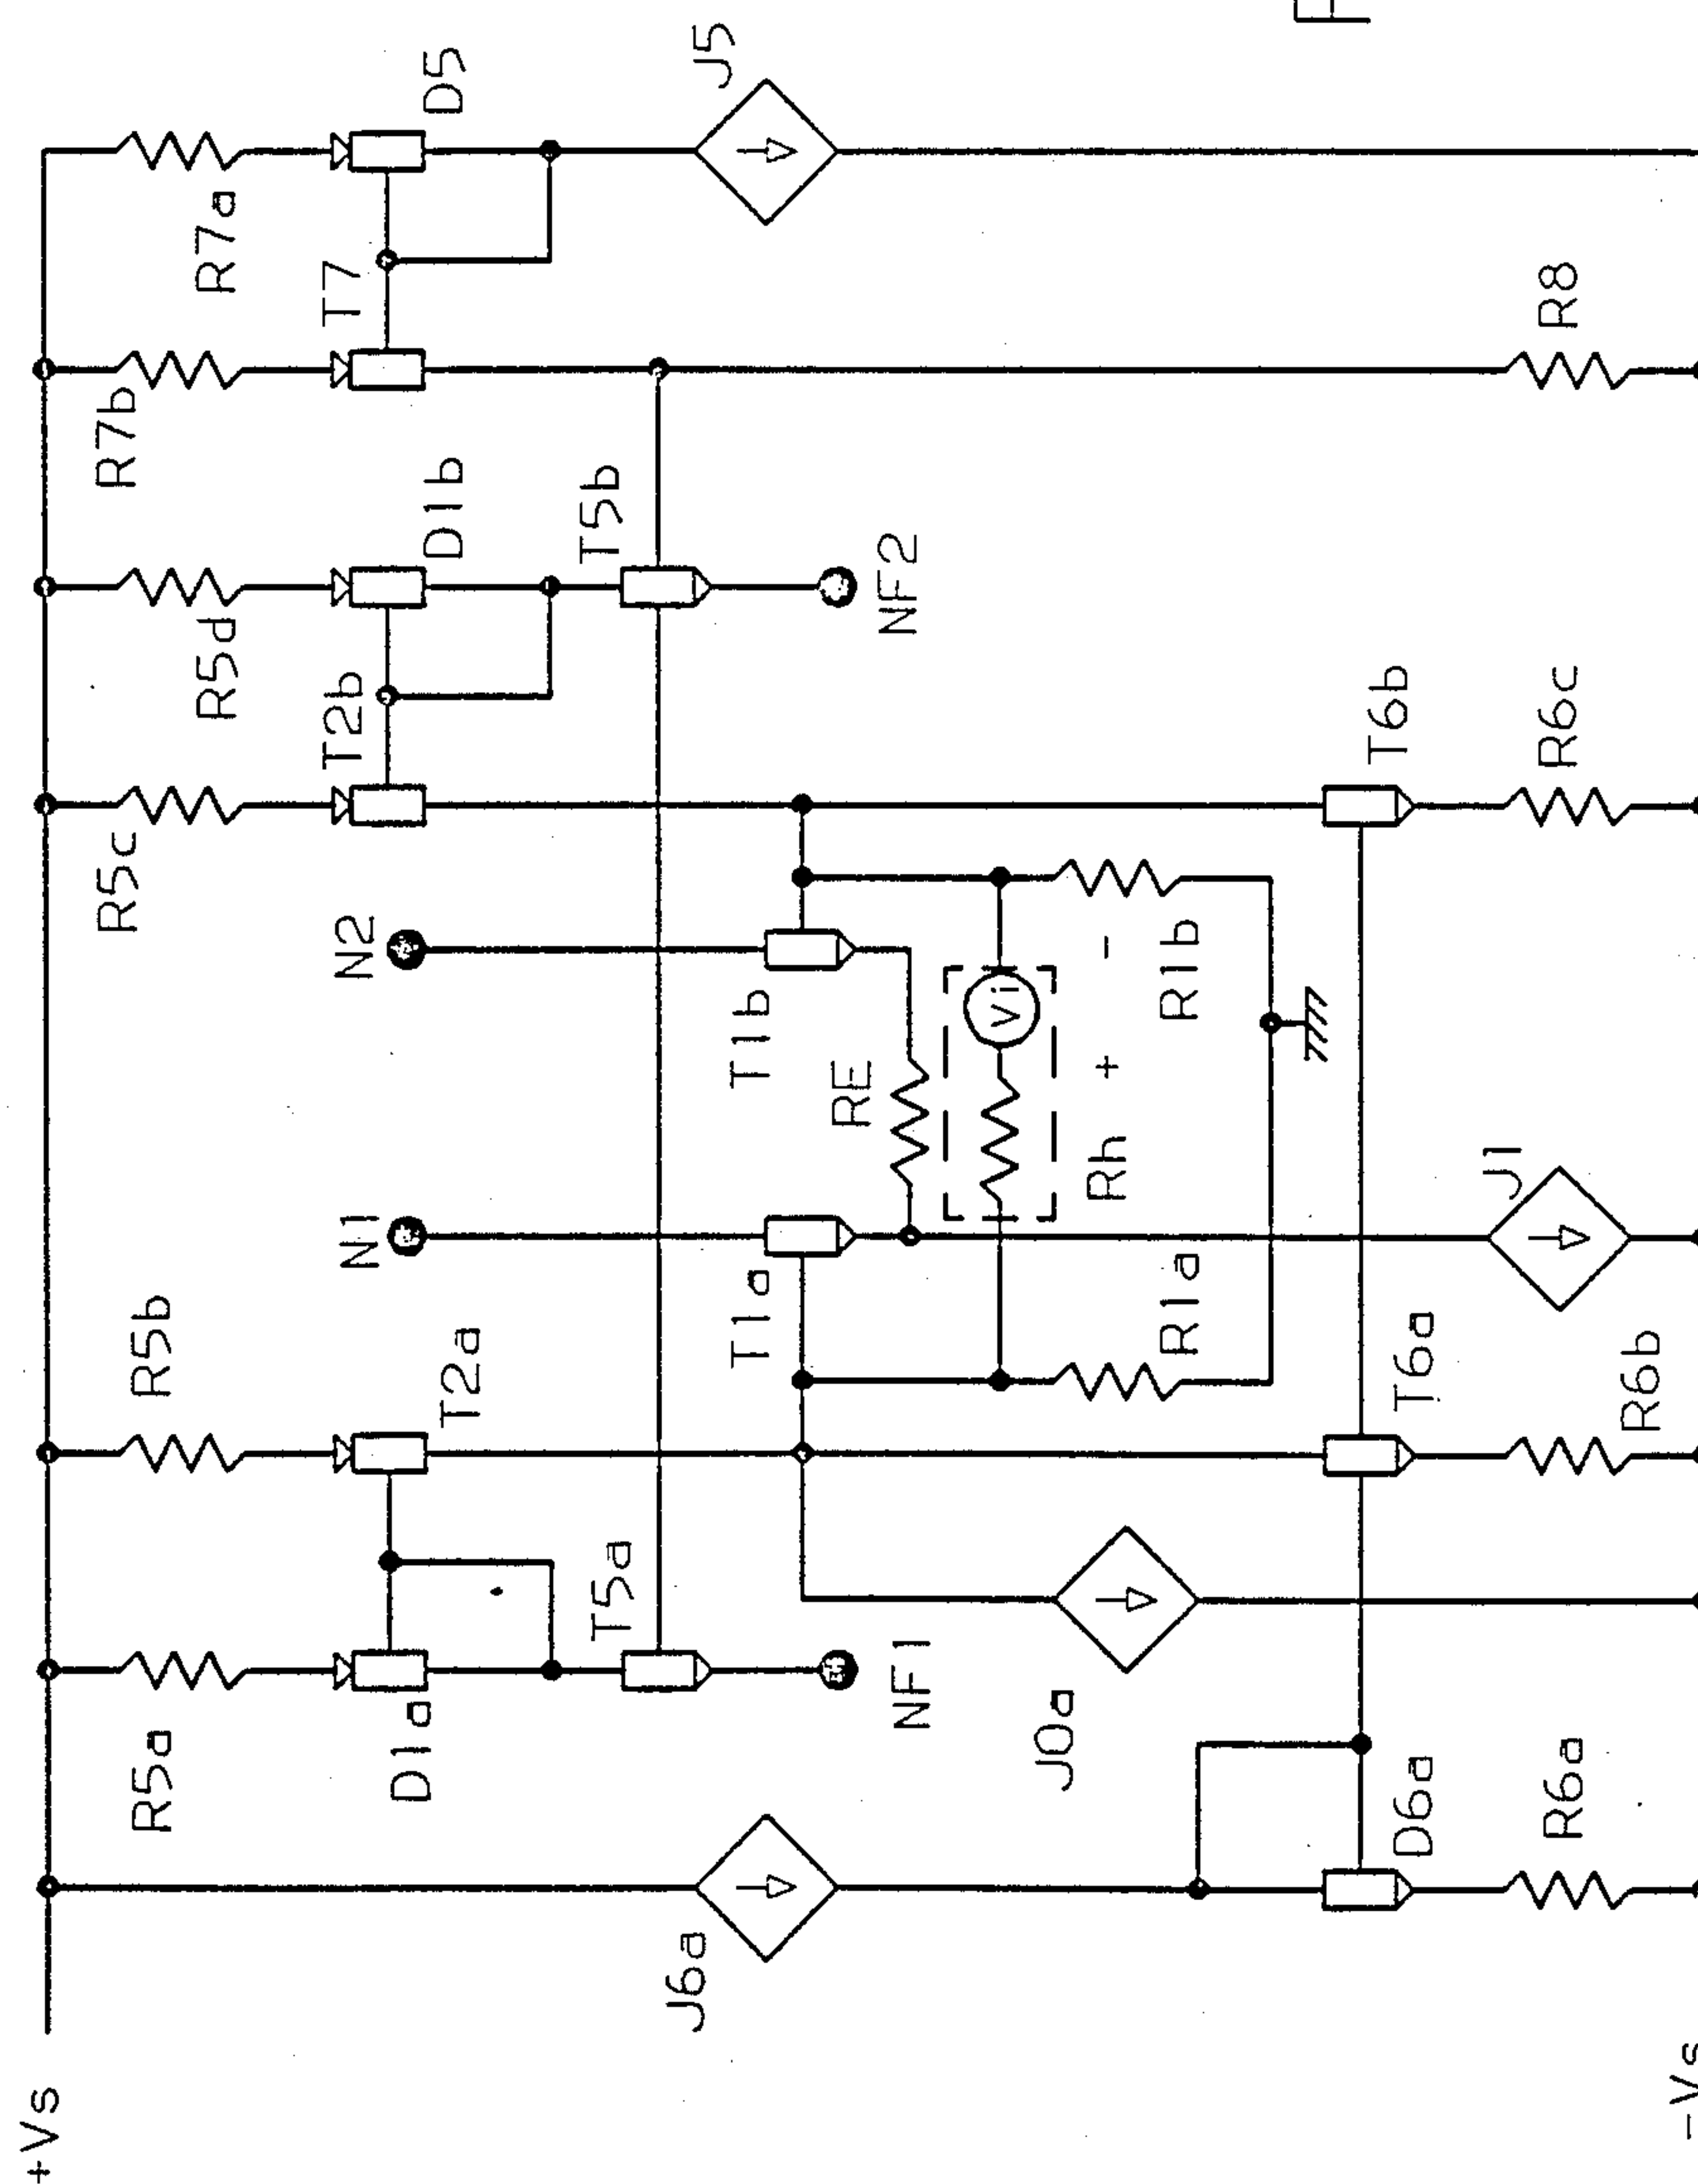 +Vs
R5a
R5b
R5c
R5d
R7b
R7a
D1a
T2a
N1
N2
T2b
D1b
T7
D5
T5a
T5b
J6a
NF1
T1a
T1b
NF2
J5
RE
Vi
J0a
Rh
+
-
R1a
R1b
D6a
T6a
T6b
R6a
R6b
J1
R6c
R8
-Vs